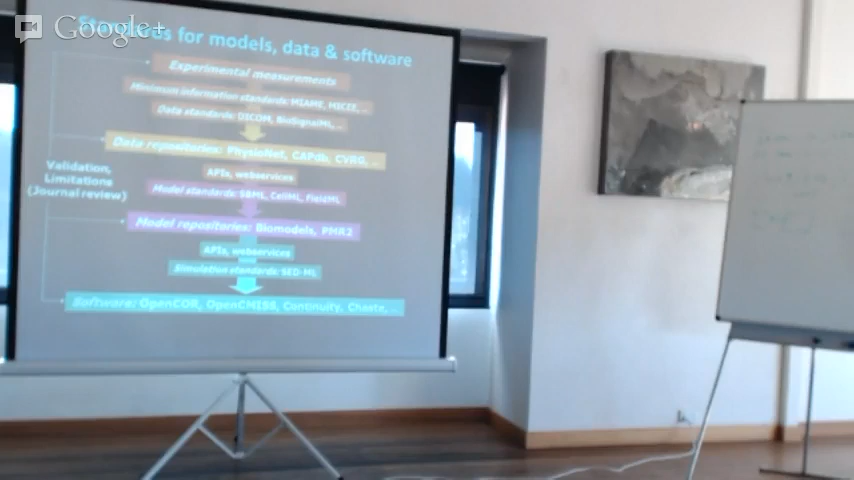 Google+
for models, data & software
Experimental measurements
Minimum information standards: MIAME, MICEE, ...
Data standards: DICOM, BioSignalML, ...
Data repositories: PhysioNet, CAPdb, CVRG, ...
APIs, webservices
Validation,
Limitations
(Journal review)
Model standards: SBML, CellML, FieldML
Model repositories: Biomodels, PMR2
APIs, webservices
Simulation standards: SED-ML
Software: OpenCOR, OpenCMISS, Continuity, Chaste, ...